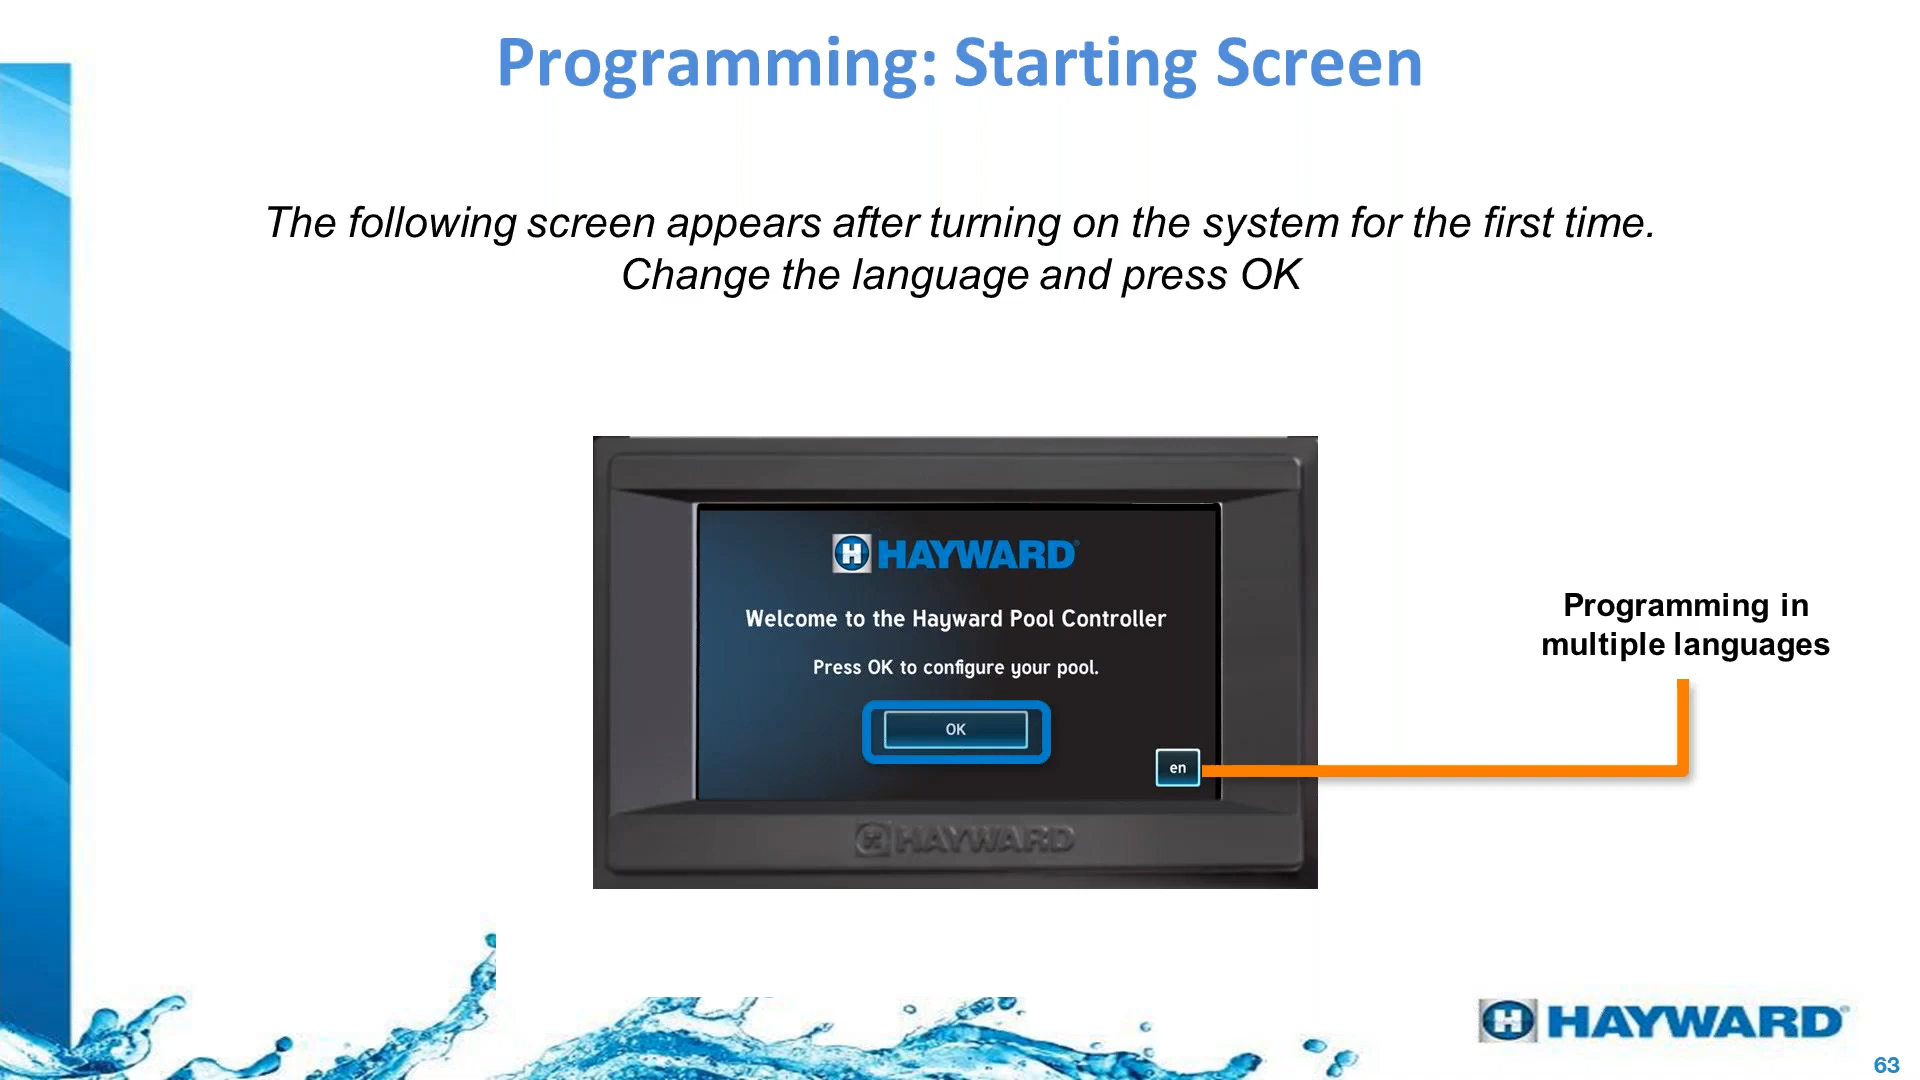 Programming: Starting Screen
The following screen appears after turning on the system for the first time.
Change the language and press OK
H HAYWARD®
Welcome to the Hayward Pool Controller
Press OK to configure your pool.
OK
en
HAYWARD
Programming in
multiple languages
H HAYWARD®
63